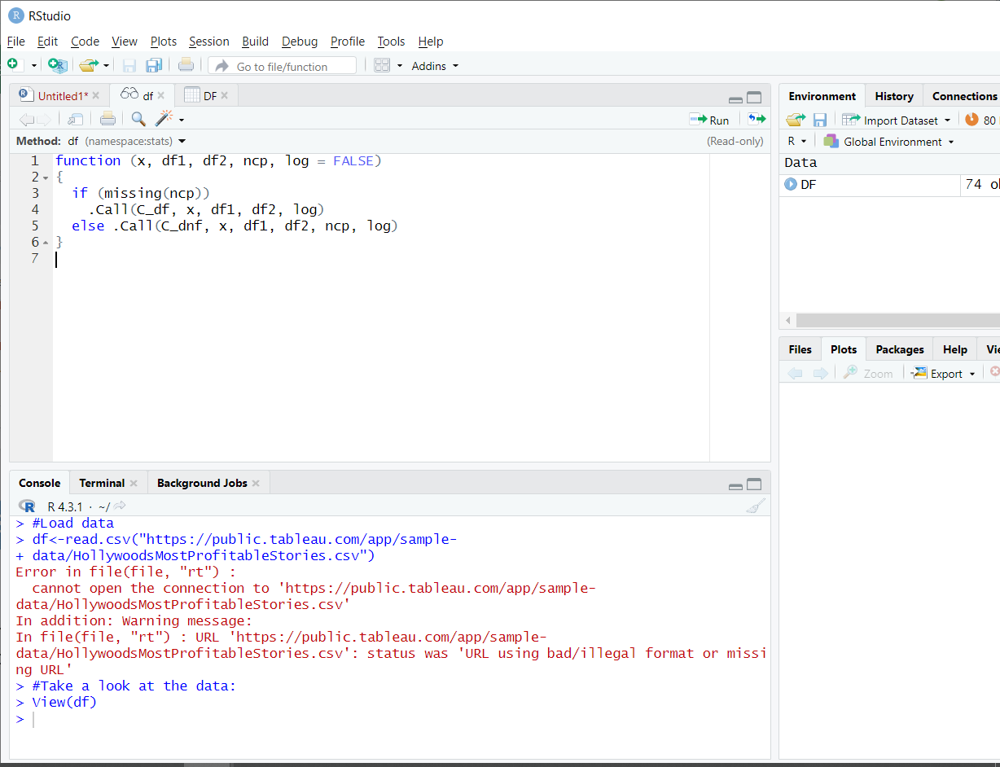 RStudio
File Edit Code View Plots Session Build Debug Profile Tools Help
Go to file/function Addins
Untitled1* df DF
Run
Method: df (namespace:stats) (Read-only)
1 function (x, df1, df2, ncp, log = FALSE)
2 {
3 if (missing(ncp))
4 .Call(C_df, x, df1, df2, log)
5 else .Call(C_dnf, x, df1, df2, ncp, log)
6 }
7
Console Terminal Background Jobs
R 4.3.1 · ~/
> #Load data
> df<-read.csv("https://public.tableau.com/app/sample-
+ data/HollywoodsMostProfitableStories.csv")
Error in file(file, "rt") :
cannot open the connection to 'https://public.tableau.com/app/sample-
data/HollywoodsMostProfitableStories.csv'
In addition: Warning message:
In file(file, "rt") : URL 'https://public.tableau.com/app/sample-
data/HollywoodsMostProfitableStories.csv': status was 'URL using bad/illegal format or missi
ng URL'
> #Take a look at the data:
> View(df)
>
Environment History Connections
Import Dataset 80
R Global Environment
Data
DF 74
Files Plots Packages Help
Zoom Export